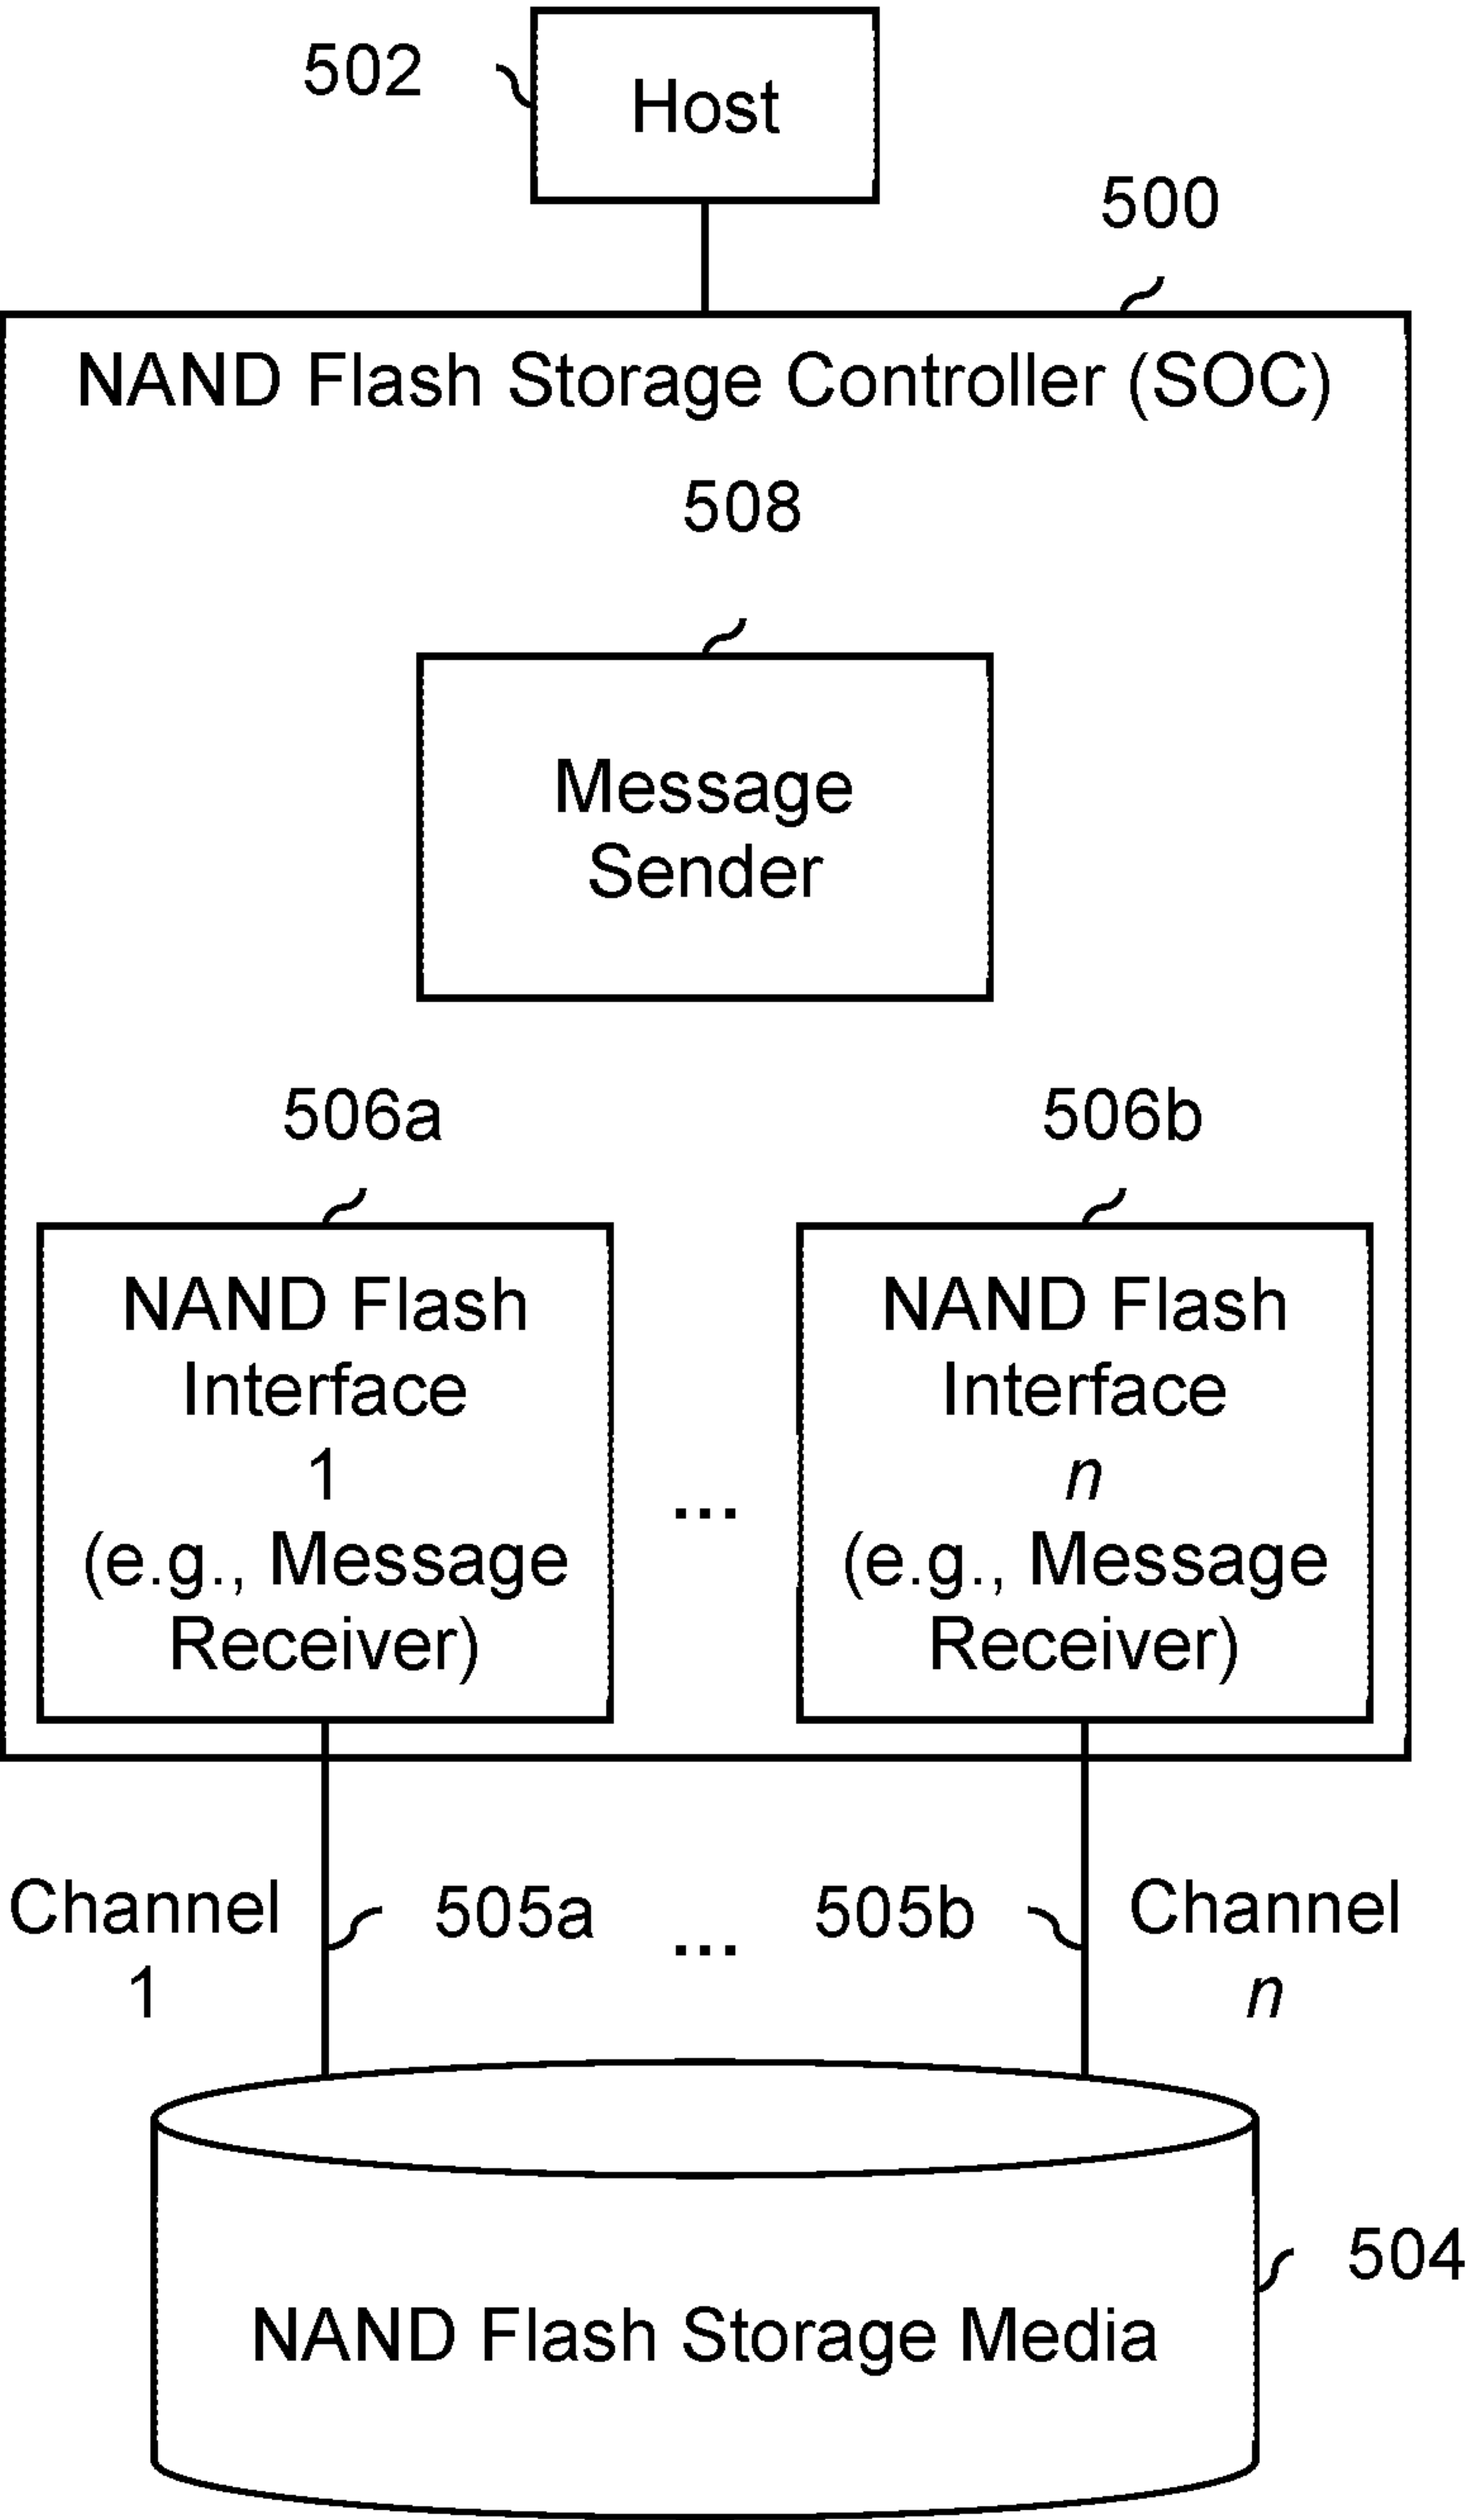 502
Host
500
NAND Flash Storage Controller (SOC)
508
Message
Sender
506a
506b
NAND Flash
Interface
1
(e.g., Message
Receiver)
...
NAND Flash
Interface
n
(e.g., Message
Receiver)
Channel
1
505a
...
505b
Channel
n
504
NAND Flash Storage Media